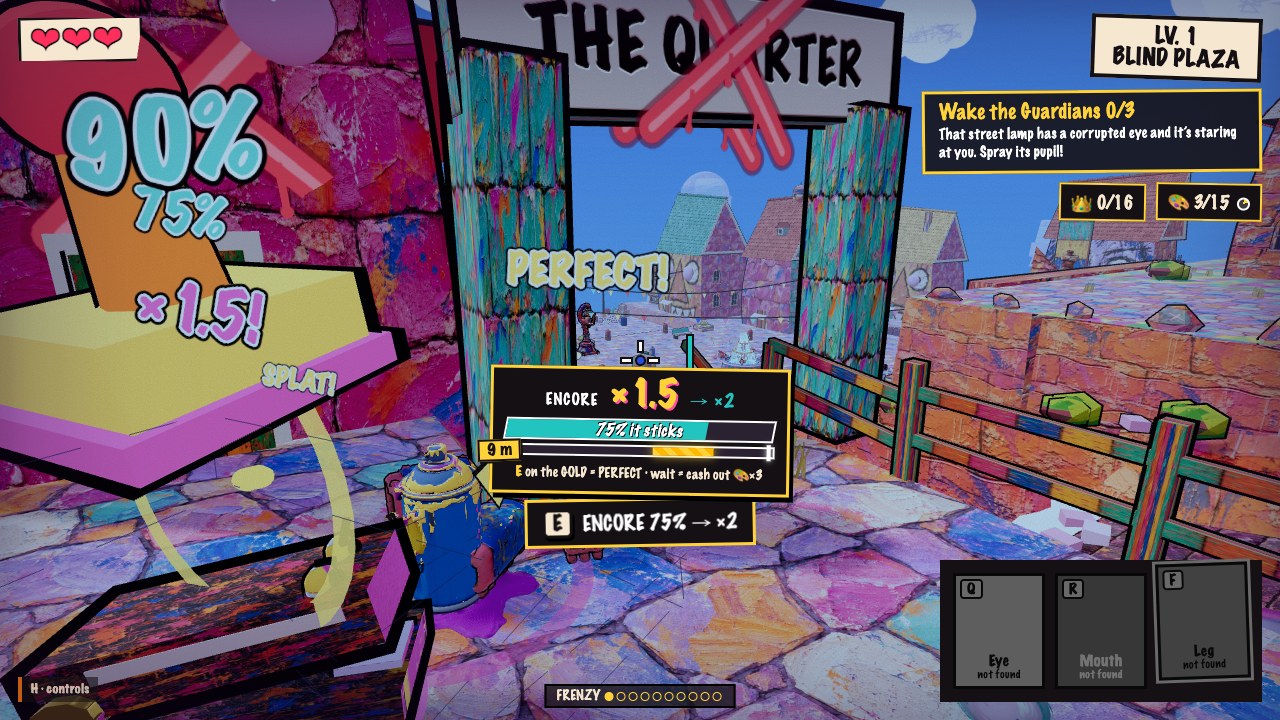 THE QUARTER
LV. 1
BLIND PLAZA
Wake the Guardians 0/3
That street lamp has a corrupted eye and it's staring
at you. Spray its pupil!
0/16
3/15
90%
75%
×1.5!
SPLAT!
PERFECT!
ENCORE ×1.5 → ×2
75% it sticks
9 m
E on the GOLD = PERFECT · wait = cash out ×3
E ENCORE 75% → ×2
Q
Eye
not found
R
Mouth
not found
F
Leg
not found
H · controls
FRENZY